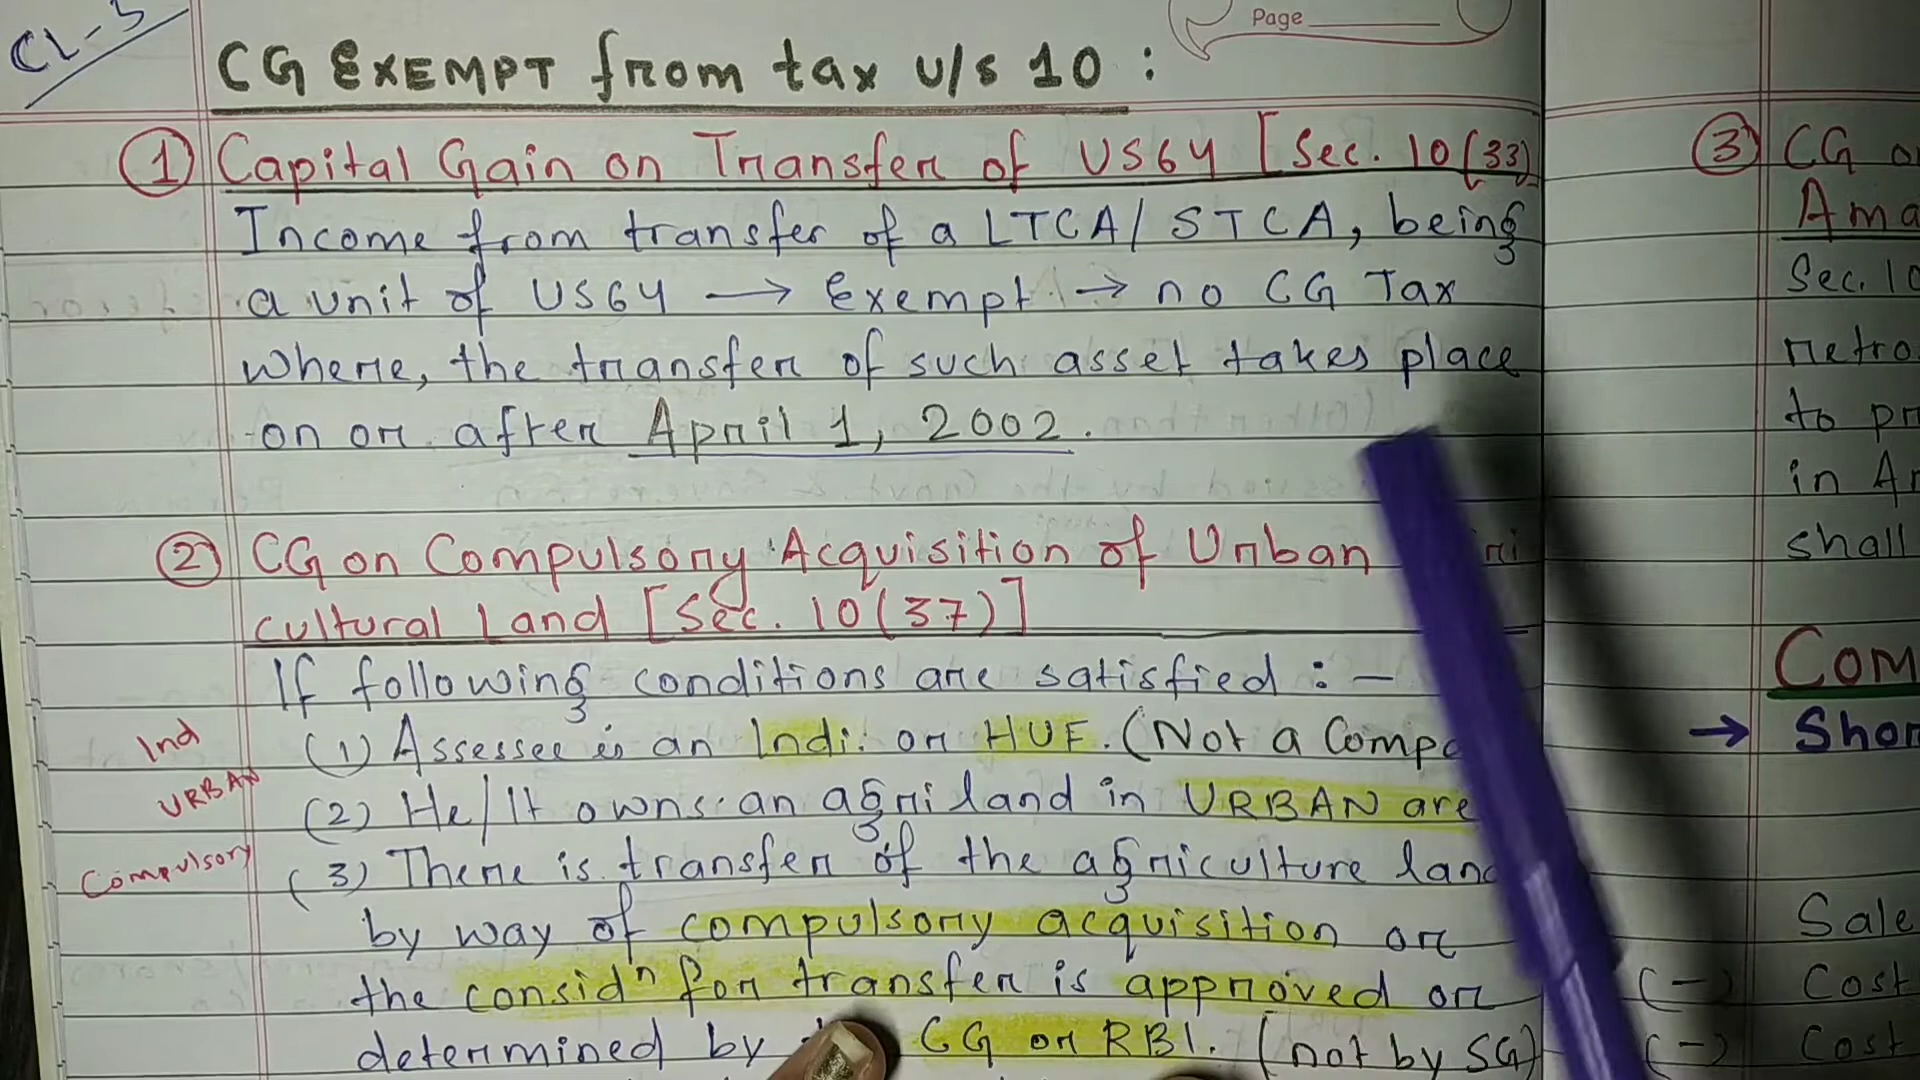 CL-5
Page
CG EXEMPT from tax u/s 10 :
① Capital Gain on Transfer of US64 [Sec. 10(33)
Income from transfer of a LTCA/ STCA, being
a unit of US64 → Exempt → no CG Tax
where, the transfer of such asset takes place
on or after April 1, 2002.
② CG on Compulsory Acquisition of Urban
cultural Land [Sec. 10(37)]
If following conditions are satisfied : -
Ind
(1) Assessee is an Indi. or HUF. (Not a Comp
URBAN
(2) He/It owns an agri land in URBAN are
Compulsory
(3) There is transfer of the agriculture land
by way of compulsory acquisition or
the considⁿ for transfer is approved or
determined by CG or RBI. (not by SG)
③ CG
Ama
Sec. 10
retro
to pr
in Ar
shall
Com
→ Shor
Sale
(-) Cost
(-) Cost